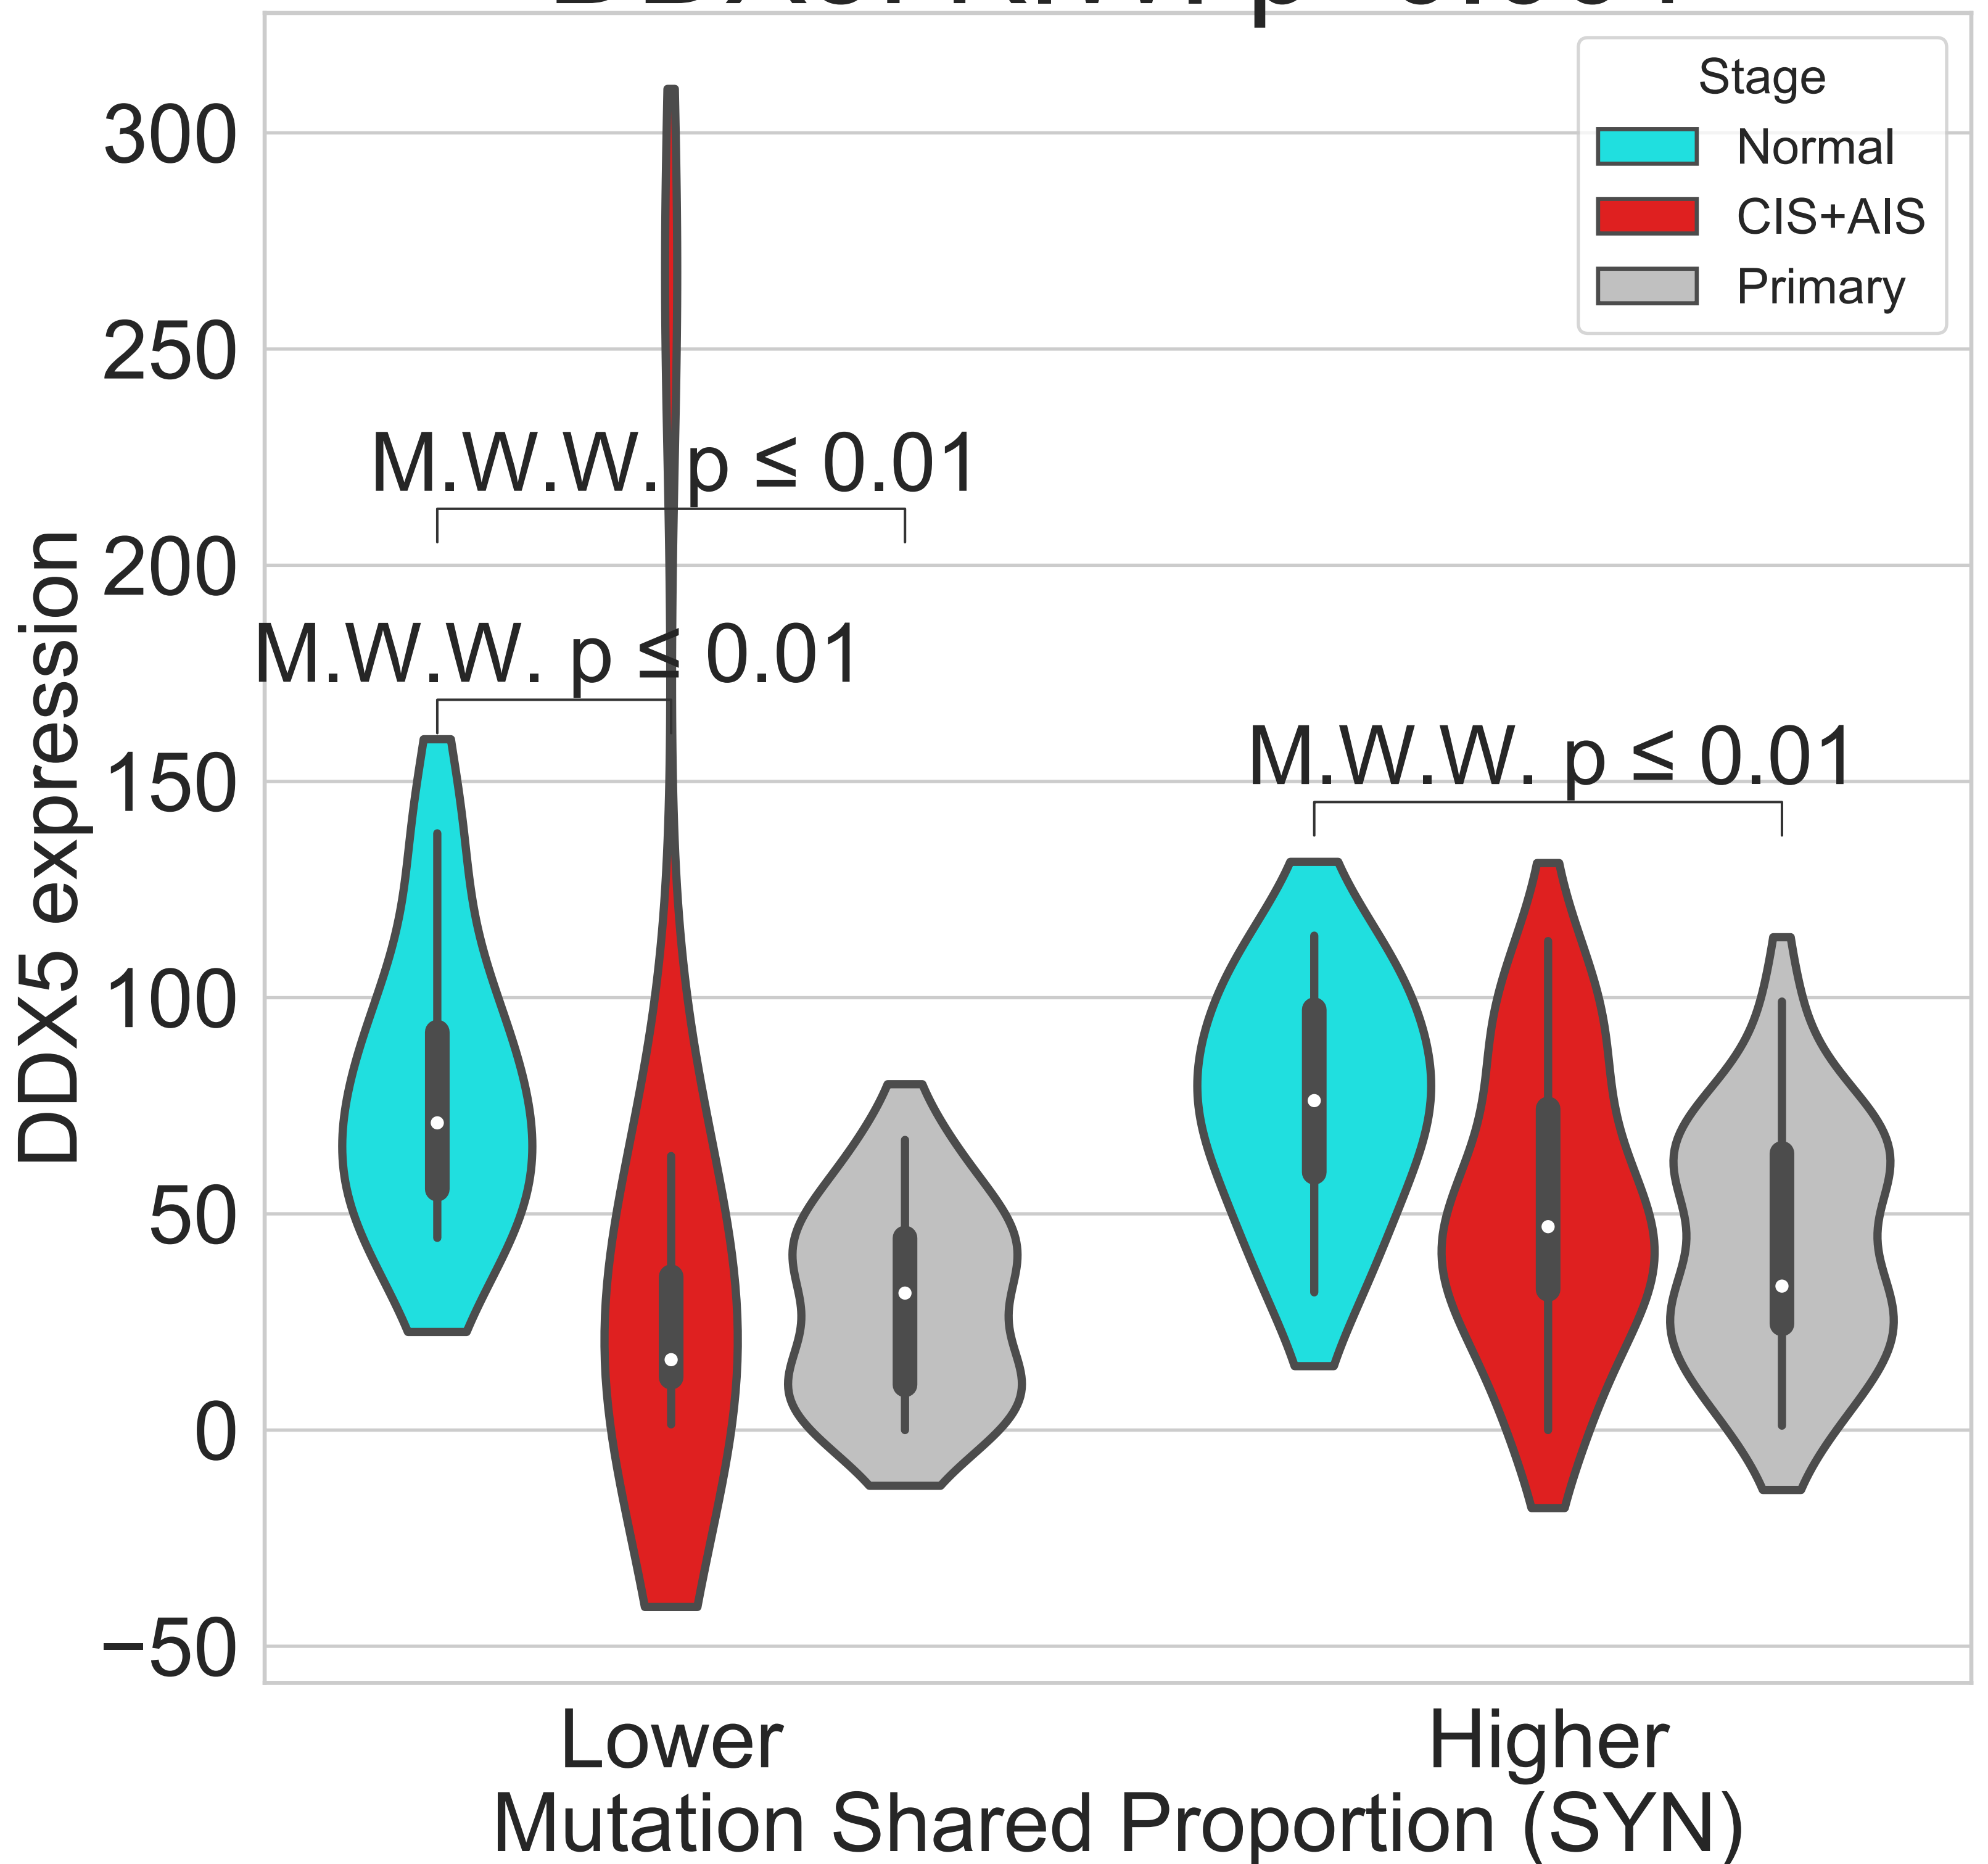 Stage
Normal
CIS+AIS
Primary
300
250
200
150
100
50
0
−50
DDX5 expression
M.W.W. p ≤ 0.01
M.W.W. p ≤ 0.01
M.W.W. p ≤ 0.01
Lower
Higher
Mutation Shared Proportion (SYN)